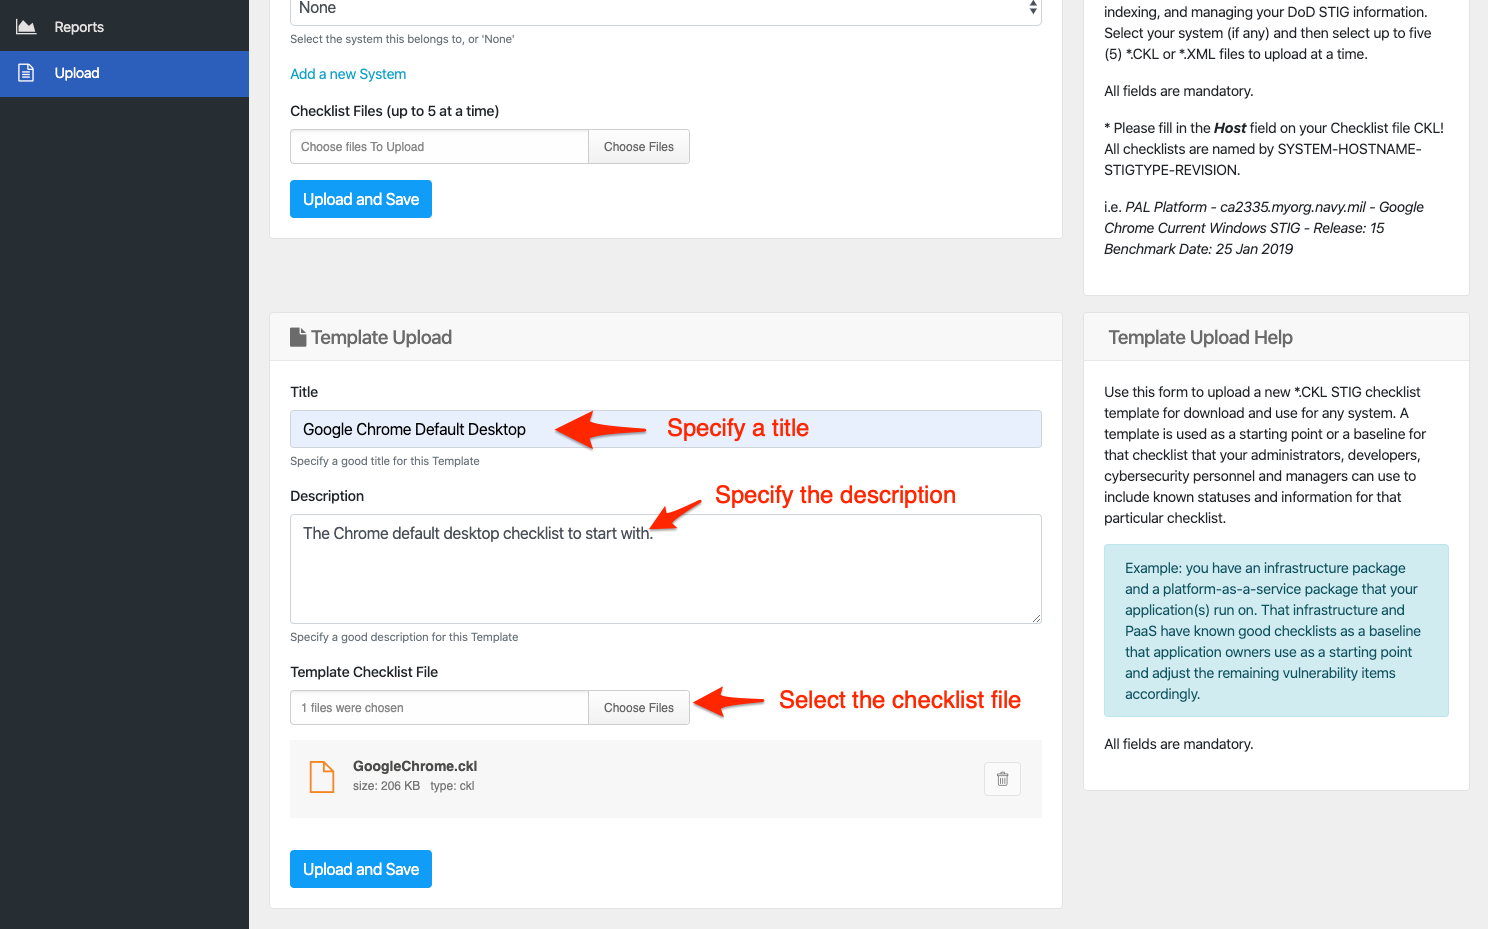 Reports
Upload
None
Select the system this belongs to, or 'None'
Add a new System
Checklist Files (up to 5 at a time)
Choose files To Upload
Choose Files
Upload and Save
indexing, and managing your DoD STIG information.
Select your system (if any) and then select up to five
(5) *.CKL or *.XML files to upload at a time.
All fields are mandatory.
* Please fill in the Host field on your Checklist file CKL!
All checklists are named by SYSTEM-HOSTNAME-
STIGTYPE-REVISION.
i.e. PAL Platform - ca2335.myorg.navy.mil - Google
Chrome Current Windows STIG - Release: 15
Benchmark Date: 25 Jan 2019
Template Upload
Title
Google Chrome Default Desktop
Specify a title
Specify a good title for this Template
Description
Specify the description
The Chrome default desktop checklist to start with.
Specify a good description for this Template
Template Checklist File
1 files were chosen
Choose Files
Select the checklist file
GoogleChrome.ckl
size: 206 KB type: ckl
Upload and Save
Template Upload Help
Use this form to upload a new *.CKL STIG checklist
template for download and use for any system. A
template is used as a starting point or a baseline for
that checklist that your administrators, developers,
cybersecurity personnel and managers can use to
include known statuses and information for that
particular checklist.
Example: you have an infrastructure package
and a platform-as-a-service package that your
application(s) run on. That infrastructure and
PaaS have known good checklists as a baseline
that application owners use as a starting point
and adjust the remaining vulnerability items
accordingly.
All fields are mandatory.